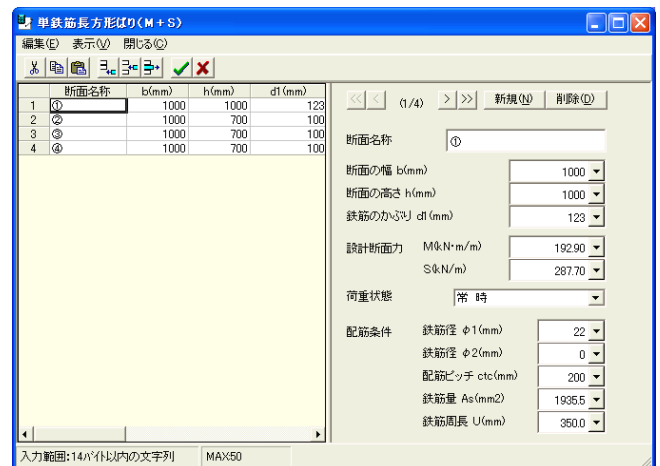 単鉄筋長方形ばり(M+S)
編集(E) 表示(V) 閉じる(C)
断面名称 b(mm) h(mm) d1(mm)
1 ① 1000 1000 123
2 ② 1000 700 100
3 ③ 1000 700 100
4 ④ 1000 700 100
<< < (1/4) > >> 新規(N) 削除(D)
断面名称 ①
断面の幅 b(mm) 1000
断面の高さ h(mm) 1000
鉄筋のかぶり d1(mm) 123
設計断面力 M(kN・m/m) 192.90
S(kN/m) 287.70
荷重状態 常 時
配筋条件 鉄筋径 φ1(mm) 22
鉄筋径 φ2(mm) 0
配筋ピッチ ctc(mm) 200
鉄筋量 As(mm2) 1935.5
鉄筋周長 U(mm) 350.0
入力範囲:14バイト以内の文字列 MAX50